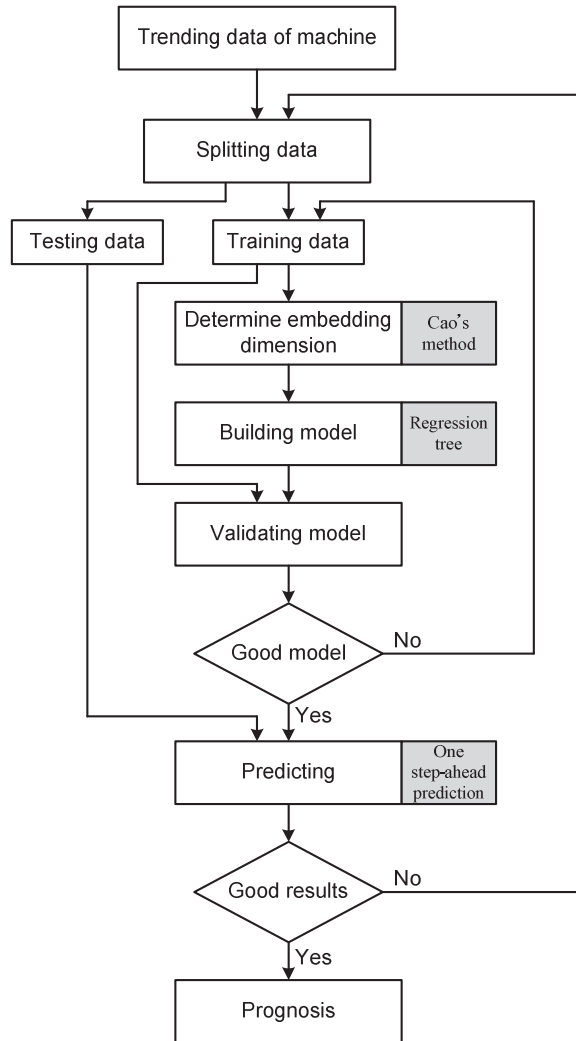 Trending data of machine
Splitting data
Testing data
Training data
Determine embedding
dimension
Cao's
method
Building model
Regression
tree
Validating model
Good model
No
Yes
Predicting
One
step-ahead
prediction
Good results
No
Yes
Prognosis